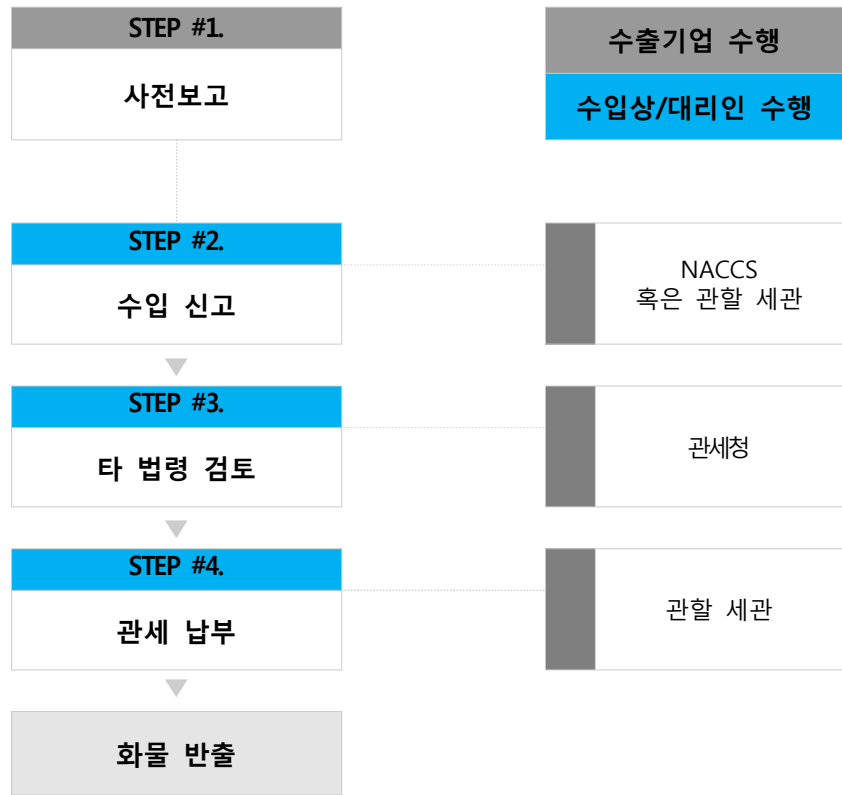 STEP #1.
사전보고
수출기업 수행
수입상/대리인 수행
STEP #2.
수입 신고
NACCS
혹은 관할 세관
STEP #3.
타 법령 검토
관세청
STEP #4.
관세 납부
관할 세관
화물 반출